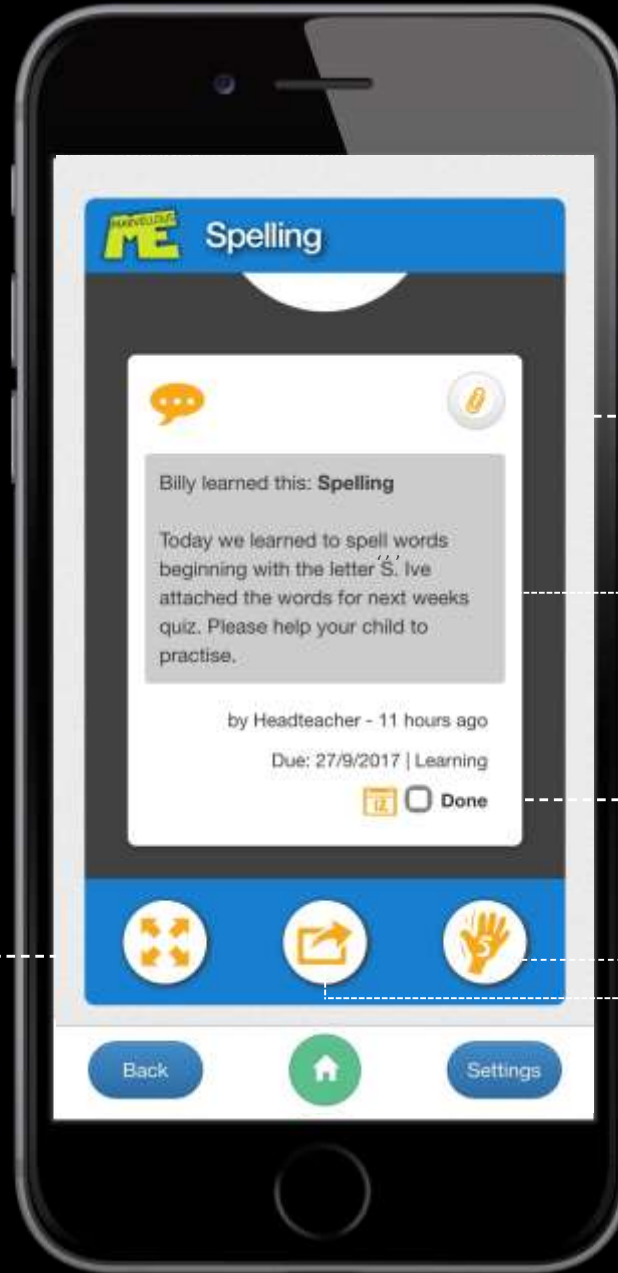 MARVELLOUS
ME
Spelling
Billy learned this: Spelling
Today we learned to spell words
beginning with the letter S. Ive
attached the words for next weeks
quiz. Please help your child to
practise.
by Headteacher - 11 hours ago
Due: 27/9/2017 | Learning
12
Done
5
Back
Settings